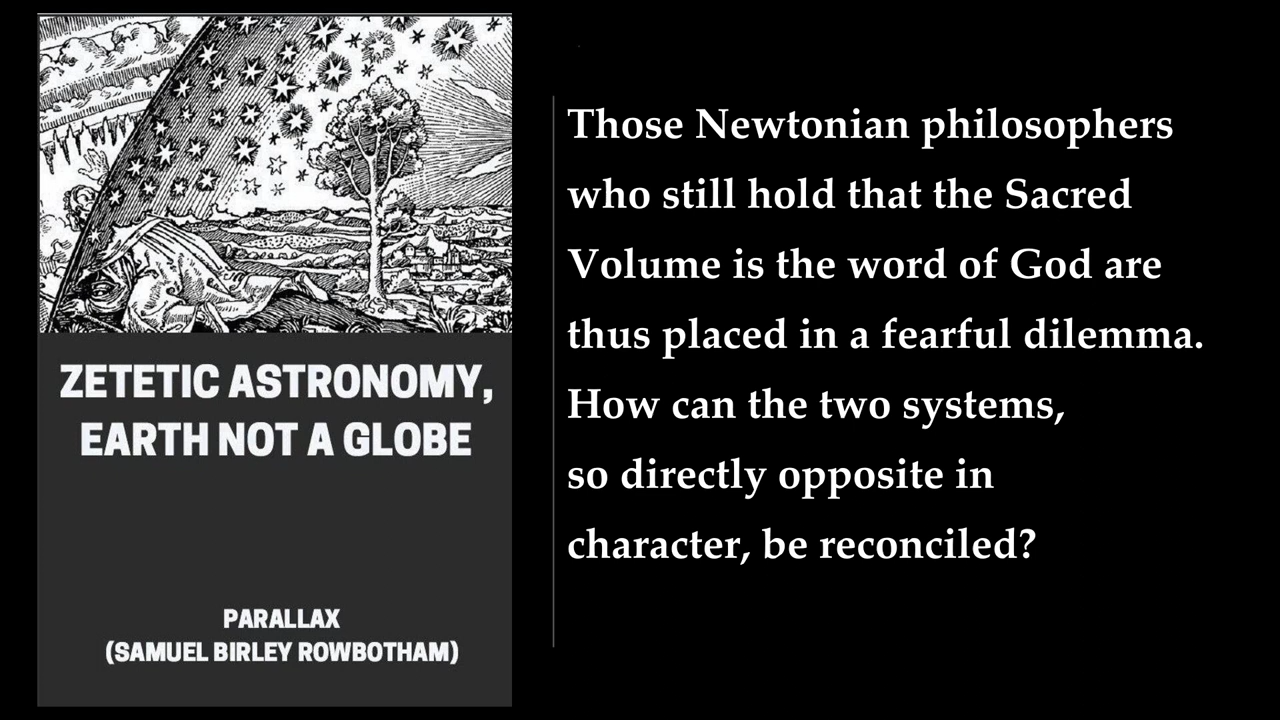 ZETETIC ASTRONOMY,
EARTH NOT A GLOBE
PARALLAX
(SAMUEL BIRLEY ROWBOTHAM)
Those Newtonian philosophers
who still hold that the Sacred
Volume is the word of God are
thus placed in a fearful dilemma.
How can the two systems,
so directly opposite in
character, be reconciled?